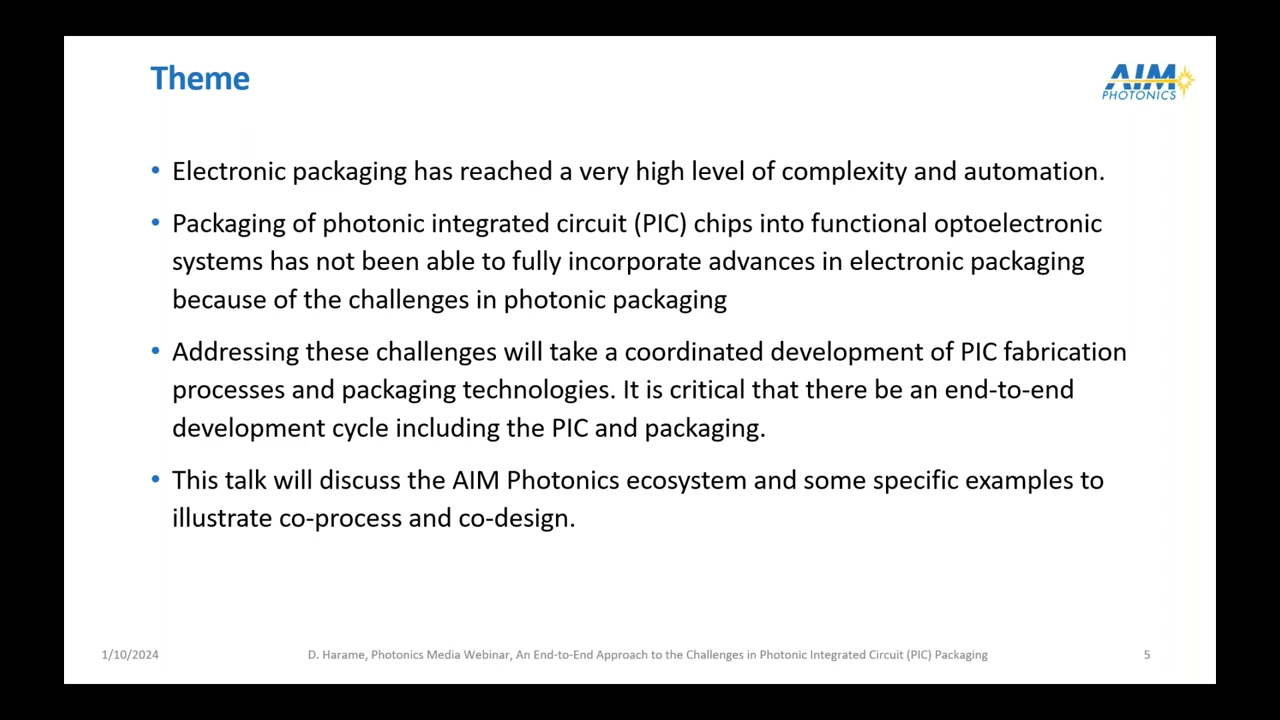 Theme
AIM
PHOTONICS
• Electronic packaging has reached a very high level of complexity and automation.
• Packaging of photonic integrated circuit (PIC) chips into functional optoelectronic
systems has not been able to fully incorporate advances in electronic packaging
because of the challenges in photonic packaging
• Addressing these challenges will take a coordinated development of PIC fabrication
processes and packaging technologies. It is critical that there be an end-to-end
development cycle including the PIC and packaging.
• This talk will discuss the AIM Photonics ecosystem and some specific examples to
illustrate co-process and co-design.
1/10/2024
D. Harame, Photonics Media Webinar, An End-to-End Approach to the Challenges in Photonic Integrated Circuit (PIC) Packaging
5